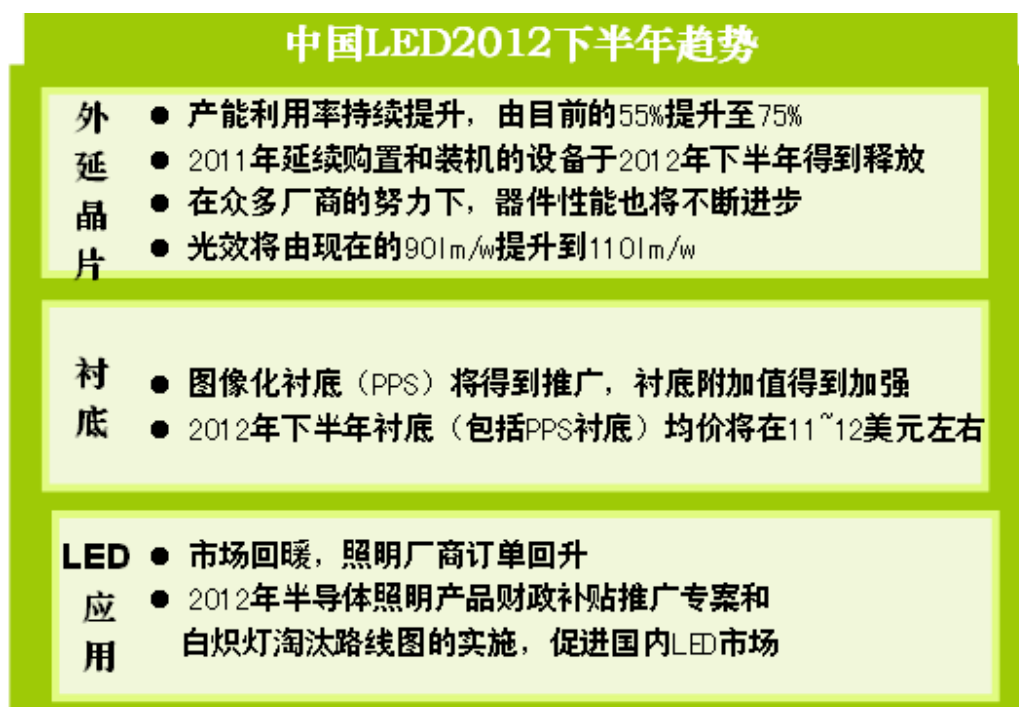 中国LED2012下半年趋势
外延晶片
● 产能利用率持续提升，由目前的55%提升至75%
● 2011年延续购置和装机的设备于2012年下半年得到释放
● 在众多厂商的努力下，器件性能也将不断进步
● 光效将由现在的90lm/w提升到110lm/w
衬底
● 图像化衬底（PPS）将得到推广，衬底附加值得到加强
● 2012年下半年衬底（包括PPS衬底）均价将在11~12美元左右
LED应用
● 市场回暖，照明厂商订单回升
● 2012年半导体照明产品财政补贴推广专案和
白炽灯淘汰路线图的实施，促进国内LED市场